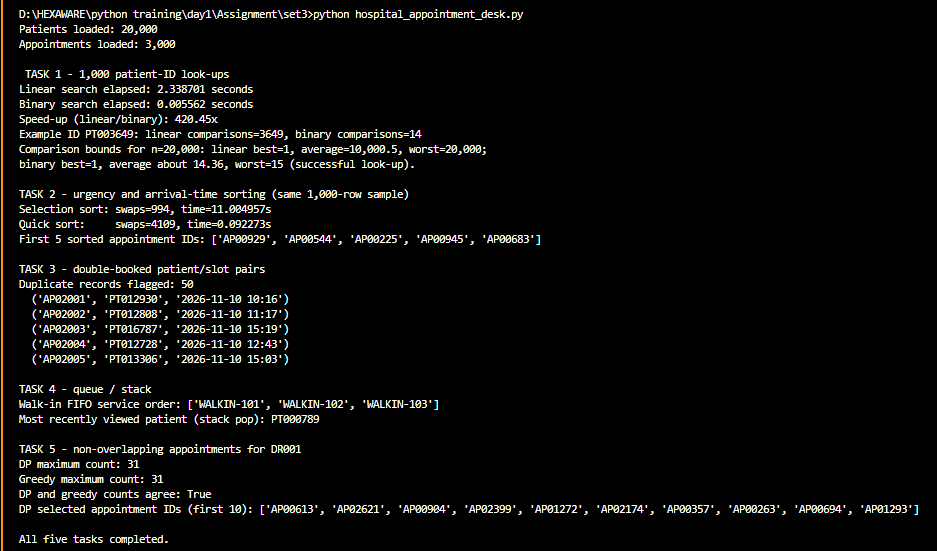 D:\HEXAWARE\python training\day1\Assignment\set3>python hospital_appointment_desk.py
Patients loaded: 20,000
Appointments loaded: 3,000
TASK 1 - 1,000 patient-ID look-ups
Linear search elapsed: 2.338701 seconds
Binary search elapsed: 0.005562 seconds
Speed-up (linear/binary): 420.45x
Example ID PT003649: linear comparisons=3649, binary comparisons=14
Comparison bounds for n=20,000: linear best=1, average=10,000.5, worst=20,000;
binary best=1, average about 14.36, worst=15 (successful look-up).
TASK 2 - urgency and arrival-time sorting (same 1,000-row sample)
Selection sort: swaps=994, time=11.004957s
Quick sort:     swaps=4109, time=0.092273s
First 5 sorted appointment IDs: ['AP00929', 'AP00544', 'AP00225', 'AP00945', 'AP00683']
TASK 3 - double-booked patient/slot pairs
Duplicate records flagged: 50
('AP02001', 'PT012930', '2026-11-10 10:16')
('AP02002', 'PT012808', '2026-11-10 11:17')
('AP02003', 'PT016787', '2026-11-10 15:19')
('AP02004', 'PT012728', '2026-11-10 12:43')
('AP02005', 'PT013306', '2026-11-10 15:03')
TASK 4 - queue / stack
Walk-in FIFO service order: ['WALKIN-101', 'WALKIN-102', 'WALKIN-103']
Most recently viewed patient (stack pop): PT000789
TASK 5 - non-overlapping appointments for DR001
DP maximum count: 31
Greedy maximum count: 31
DP and greedy counts agree: True
DP selected appointment IDs (first 10): ['AP00613', 'AP02621', 'AP00904', 'AP02399', 'AP01272', 'AP02174', 'AP00357', 'AP00263', 'AP00694', 'AP01293']
All five tasks completed.